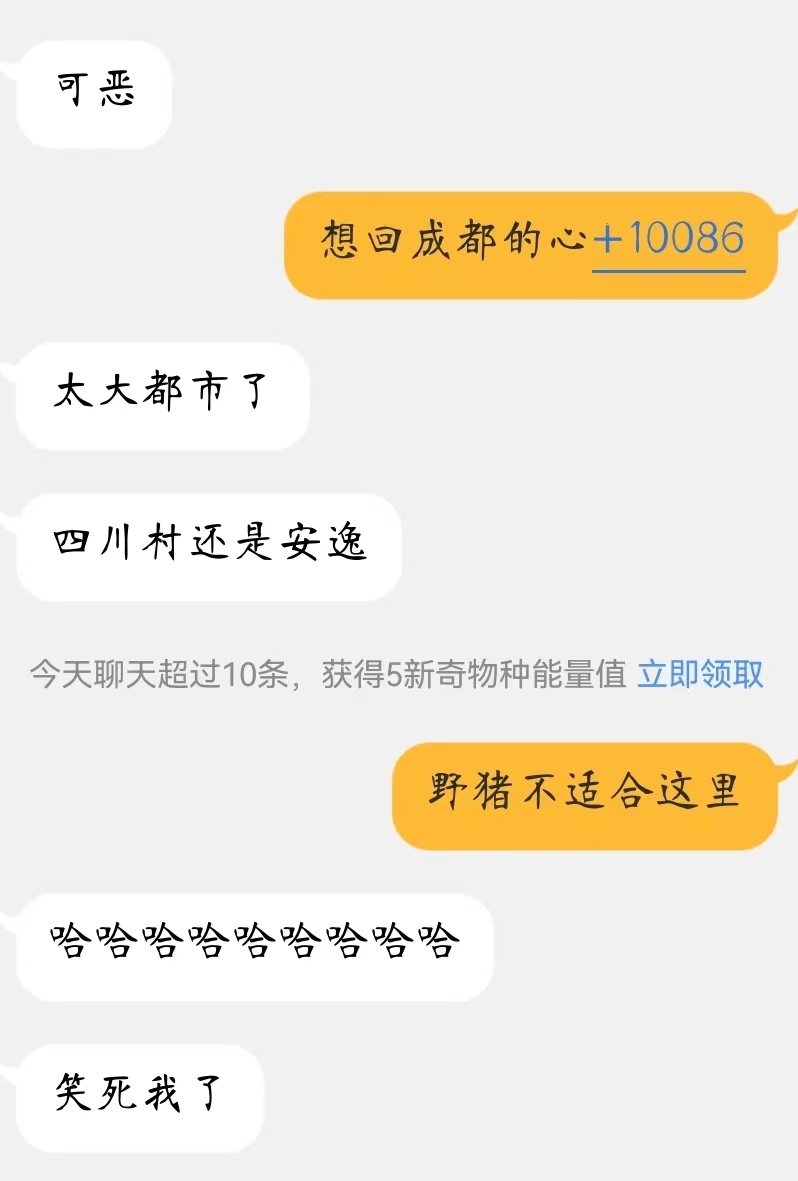 可恶
想回成都的心+10086
太大都市了
四川村还是安逸
今天聊天超过10条，获得5新奇物种能量值 立即领取
野猪不适合这里
哈哈哈哈哈哈哈哈哈
笑死我了